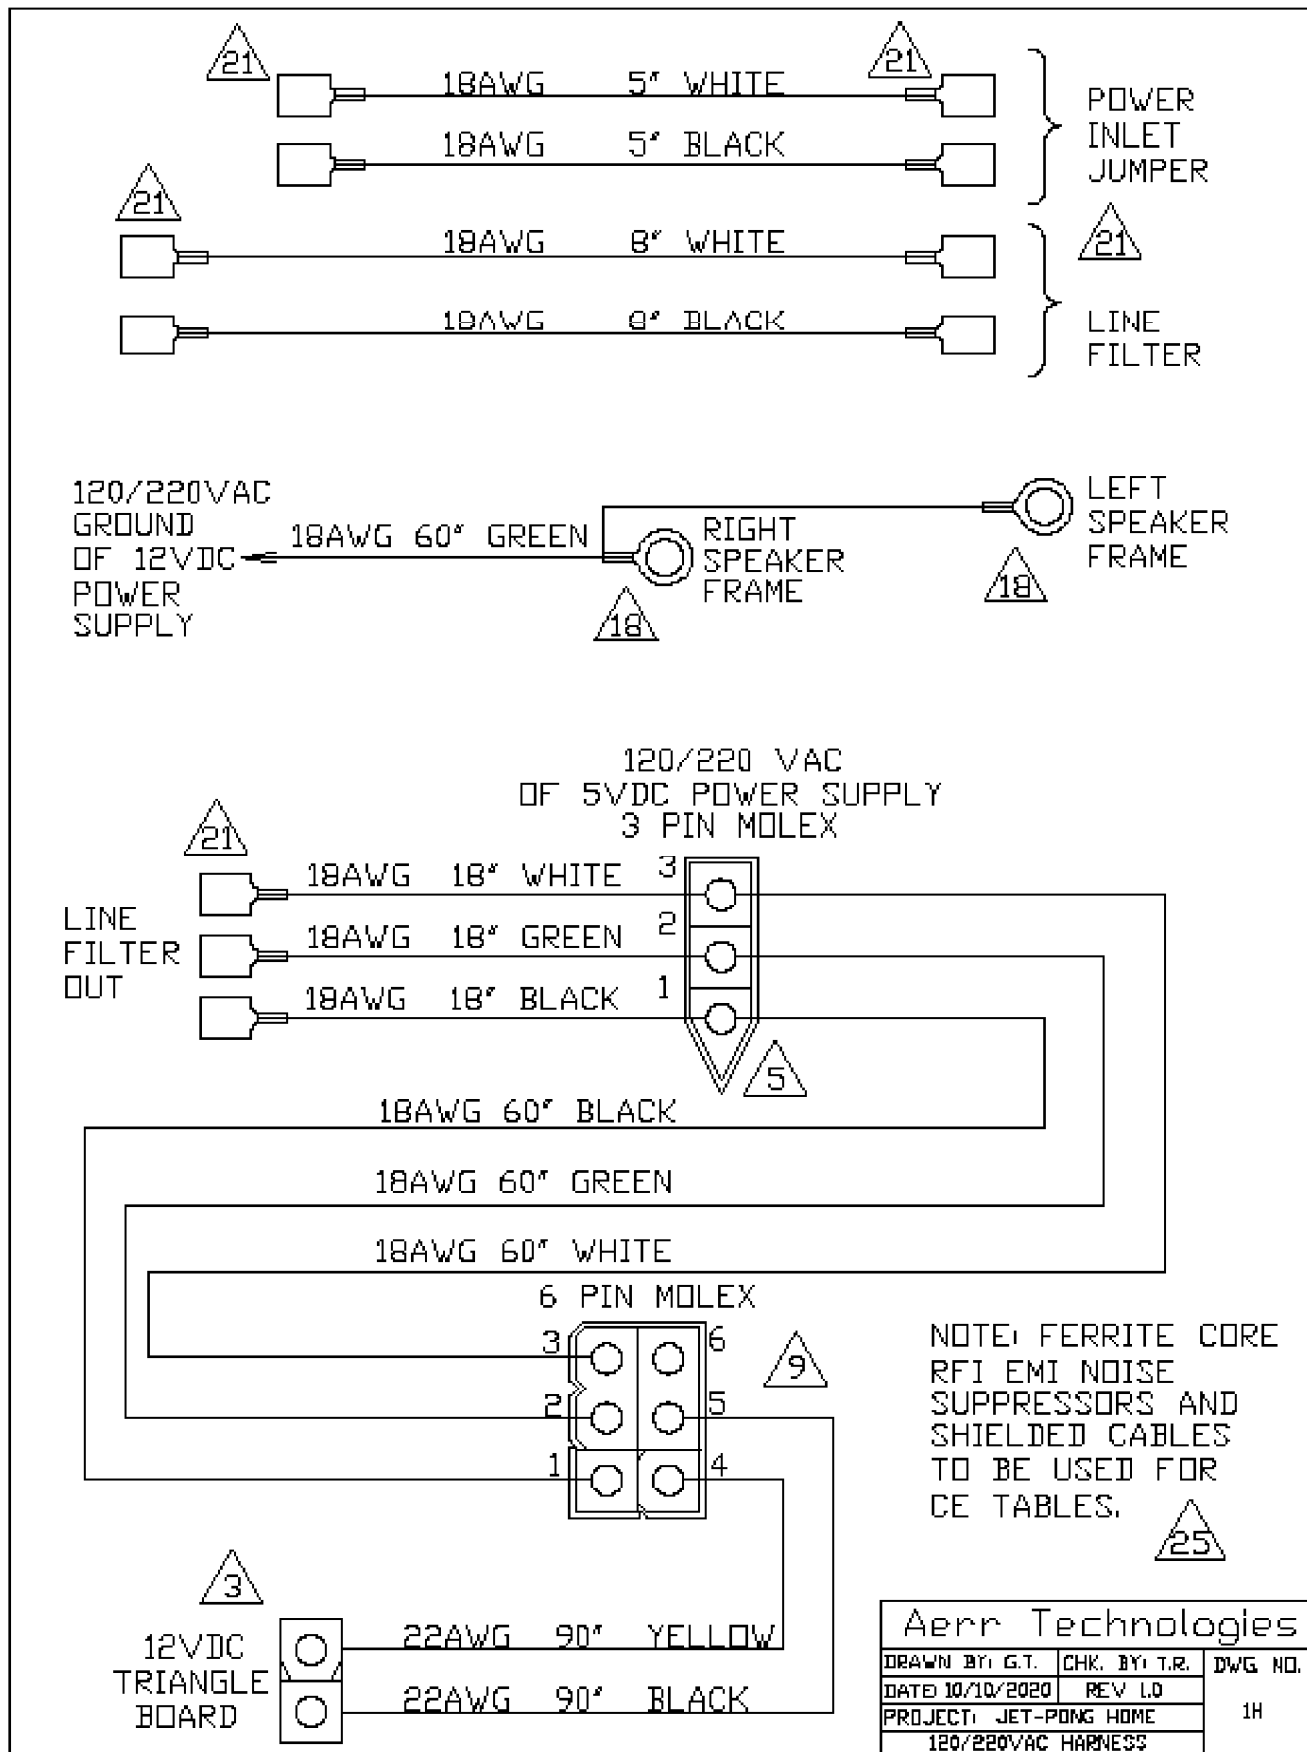 21
21
18AWG 5" WHITE
18AWG 5" BLACK
POWER
INLET
JUMPER
21
21
18AWG 8" WHITE
18AWG 8" BLACK
LINE
FILTER
120/220VAC
GROUND
OF 12VDC
POWER
SUPPLY
18AWG 60" GREEN
RIGHT
SPEAKER
FRAME
18
LEFT
SPEAKER
FRAME
18
120/220 VAC
OF 5VDC POWER SUPPLY
3 PIN MOLEX
21
LINE
FILTER
OUT
18AWG 18" WHITE 3
18AWG 18" GREEN 2
18AWG 18" BLACK 1
5
18AWG 60" BLACK
18AWG 60" GREEN
18AWG 60" WHITE
6 PIN MOLEX
3 6
2 5
1 4
9
NOTE: FERRITE CORE
RFI EMI NOISE
SUPPRESSORS AND
SHIELDED CABLES
TO BE USED FOR
CE TABLES.
25
3
12VDC
TRIANGLE
BOARD
22AWG 90" YELLOW
22AWG 90" BLACK
Aerr Technologies
DRAWN BY: G.T. CHK. BY: T.R. DWG NO.
DATE: 10/10/2020 REV 1.0
1H
PROJECT: JET-PONG HOME
120/220VAC HARNESS